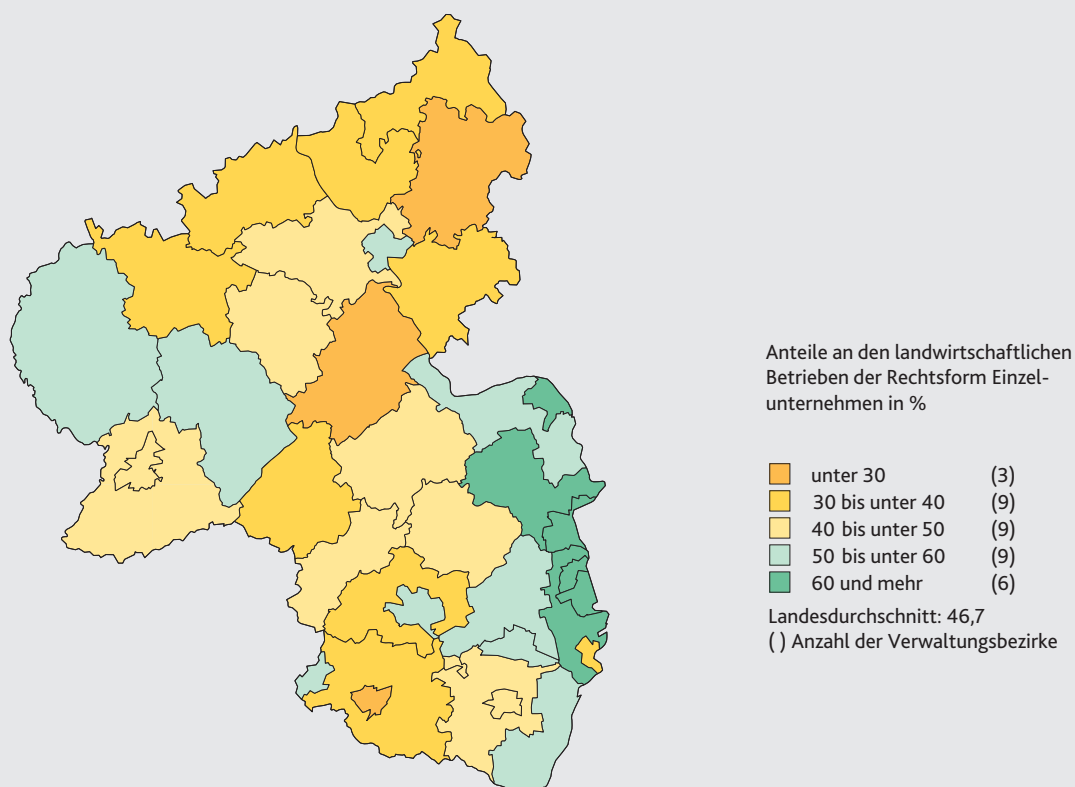 Anteile an den landwirtschaftlichen
Betrieben der Rechtsform Einzel-
unternehmen in %
unter 30 (3)
30 bis unter 40 (9)
40 bis unter 50 (9)
50 bis unter 60 (9)
60 und mehr (6)
Landesdurchschnitt: 46,7
( ) Anzahl der Verwaltungsbezirke